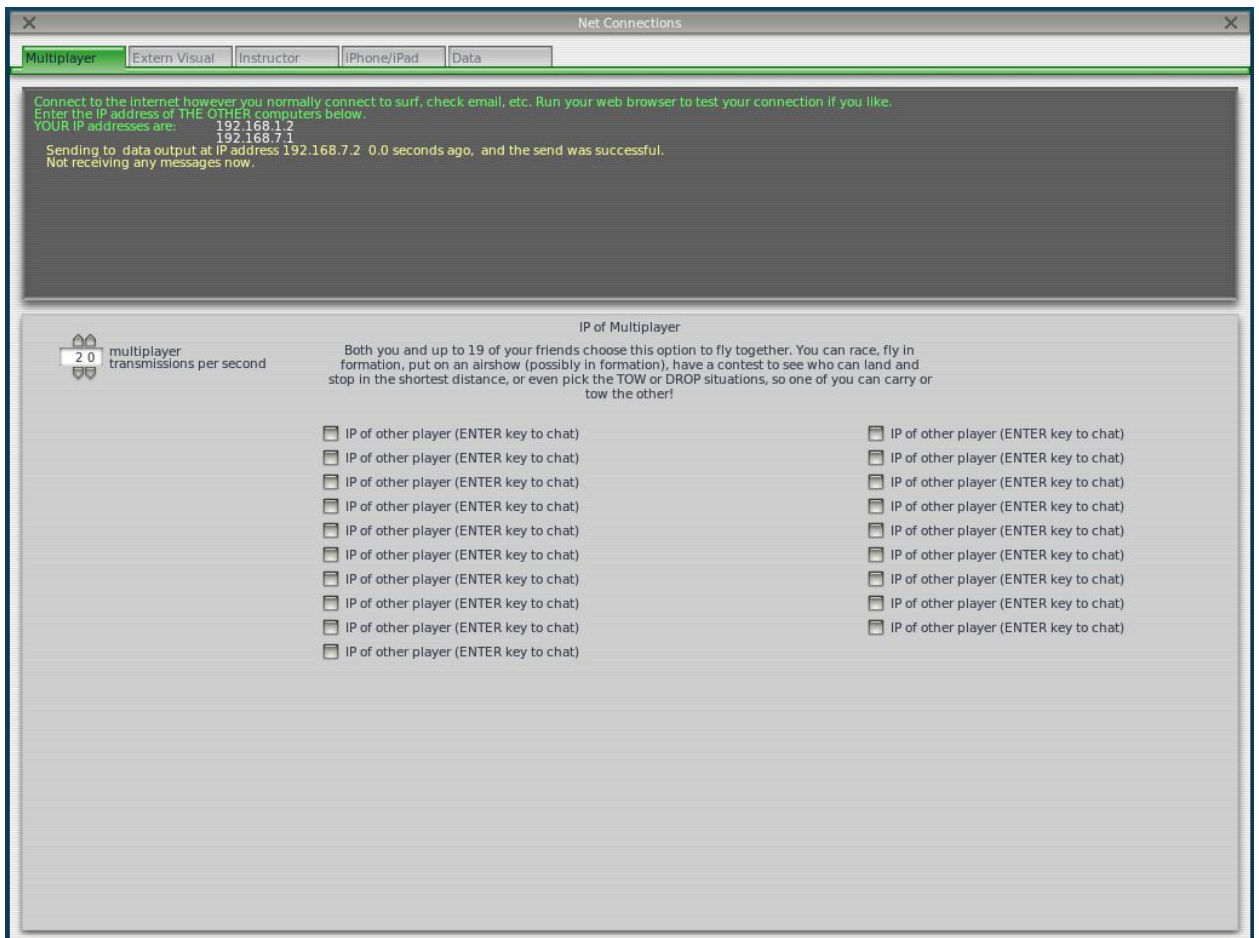 Net Connections
Multiplayer Extern Visual Instructor iPhone/iPad Data
Connect to the internet however you normally connect to surf, check email, etc. Run your web browser to test your connection if you like.
Enter the IP address of THE OTHER computers below.
YOUR IP addresses are: 192.168.1.2
192.168.7.1
Sending to data output at IP address 192.168.7.2 0.0 seconds ago, and the send was successful.
Not receiving any messages now.
IP of Multiplayer
20 multiplayer
transmissions per second
Both you and up to 19 of your friends choose this option to fly together. You can race, fly in
formation, put on an airshow (possibly in formation), have a contest to see who can land and
stop in the shortest distance, or even pick the TOW or DROP situations, so one of you can carry or
tow the other!
IP of other player (ENTER key to chat) IP of other player (ENTER key to chat)
IP of other player (ENTER key to chat) IP of other player (ENTER key to chat)
IP of other player (ENTER key to chat) IP of other player (ENTER key to chat)
IP of other player (ENTER key to chat) IP of other player (ENTER key to chat)
IP of other player (ENTER key to chat) IP of other player (ENTER key to chat)
IP of other player (ENTER key to chat) IP of other player (ENTER key to chat)
IP of other player (ENTER key to chat) IP of other player (ENTER key to chat)
IP of other player (ENTER key to chat) IP of other player (ENTER key to chat)
IP of other player (ENTER key to chat) IP of other player (ENTER key to chat)
IP of other player (ENTER key to chat)